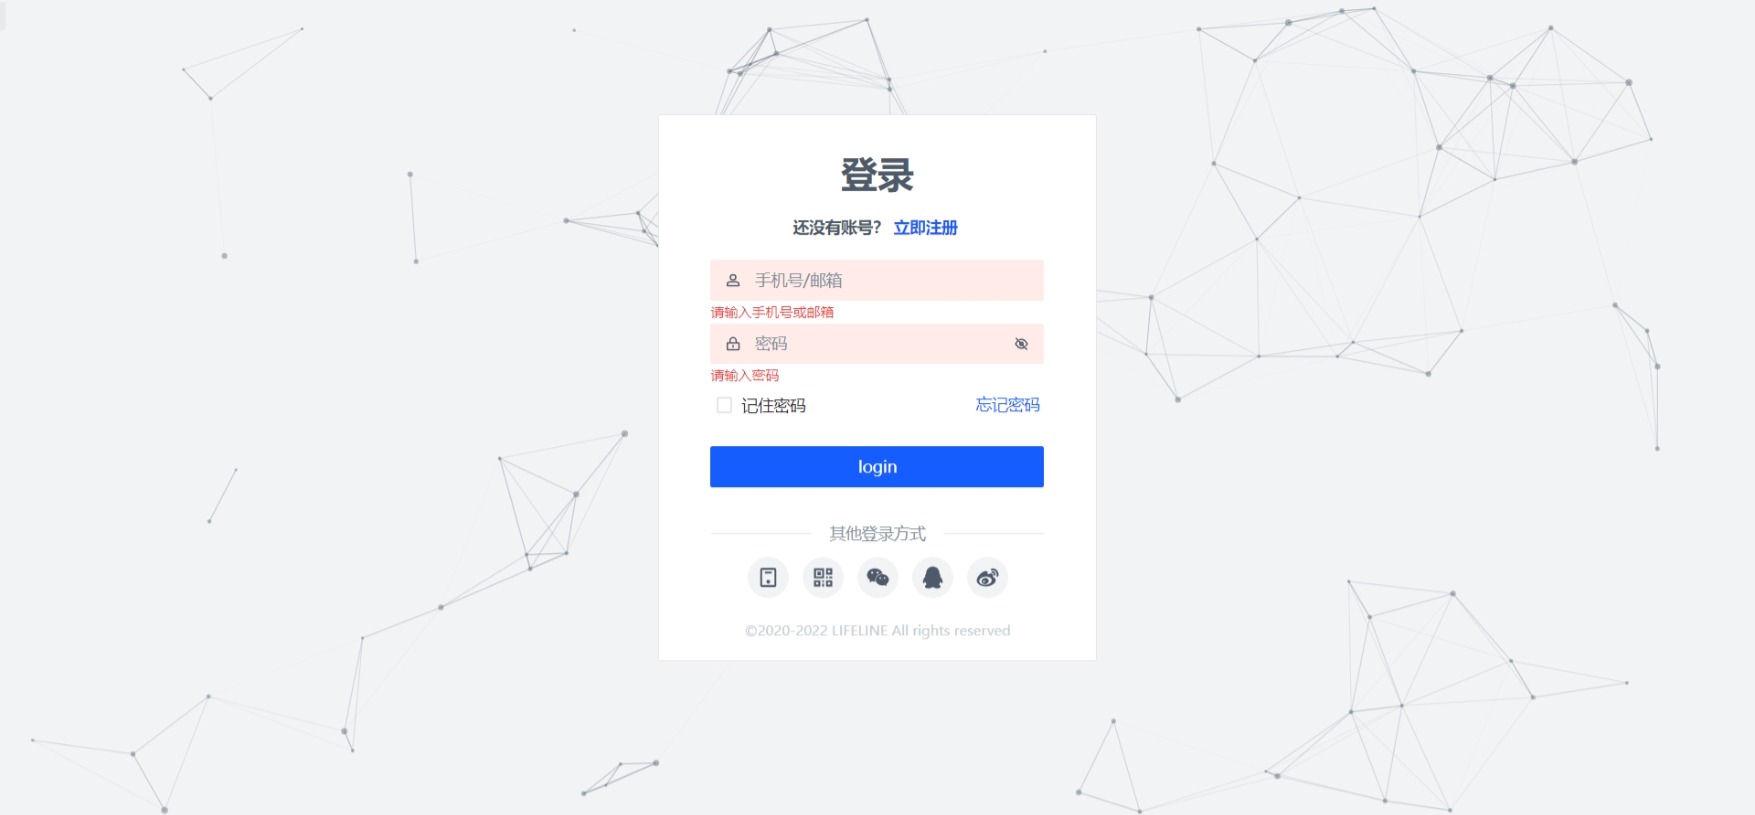 登录
还没有账号? 立即注册
手机号/邮箱
请输入手机号或邮箱
密码
请输入密码
记住密码 忘记密码
login
其他登录方式
©2020-2022 LIFELINE All rights reserved